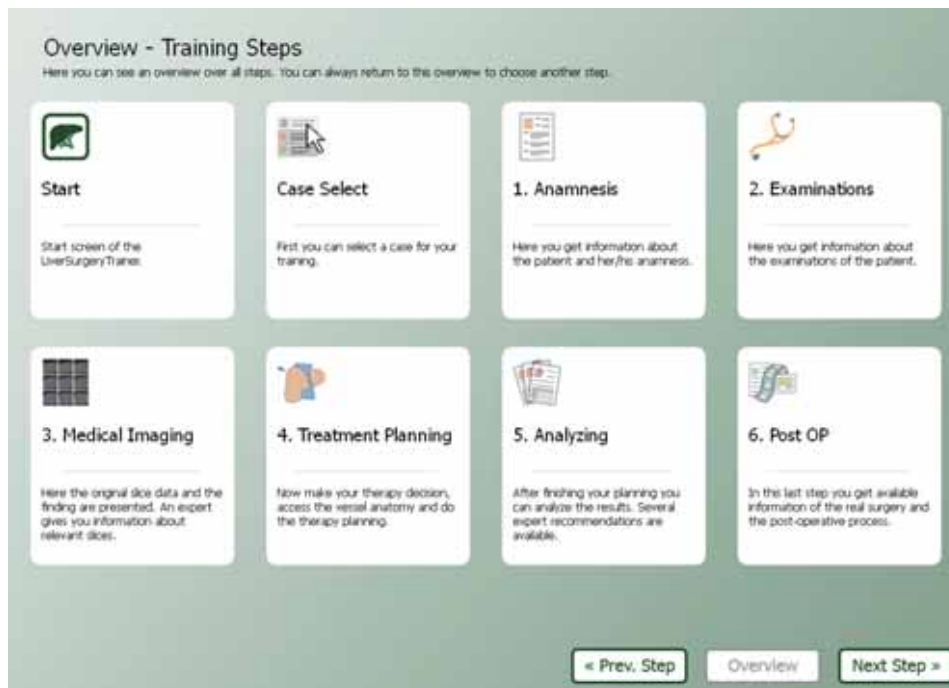 Overview - Training Steps
Here you can see an overview over all steps. You can always return to this overview to choose another step.
Start
Start screen of the
LiverSurgeryTrainer.
Case Select
First you can select a case for your
training.
1. Anamnesis
Here you get information about
the patient and her/his anamness.
2. Examinations
Here you get information about
the examinations of the patient.
3. Medical Imaging
Here the original slice data and the
finding are presented. An expert
gives you information about
relevant slices.
4. Treatment Planning
Now make your therapy decision,
access the vessel anatomy and do
the therapy planning.
5. Analyzing
After finishing your planning you
can analyze the results. Several
expert recommendations are
available.
6. Post OP
In this last step you get available
information of the real surgery and
the post-operative process.
« Prev. Step
Overview
Next Step »